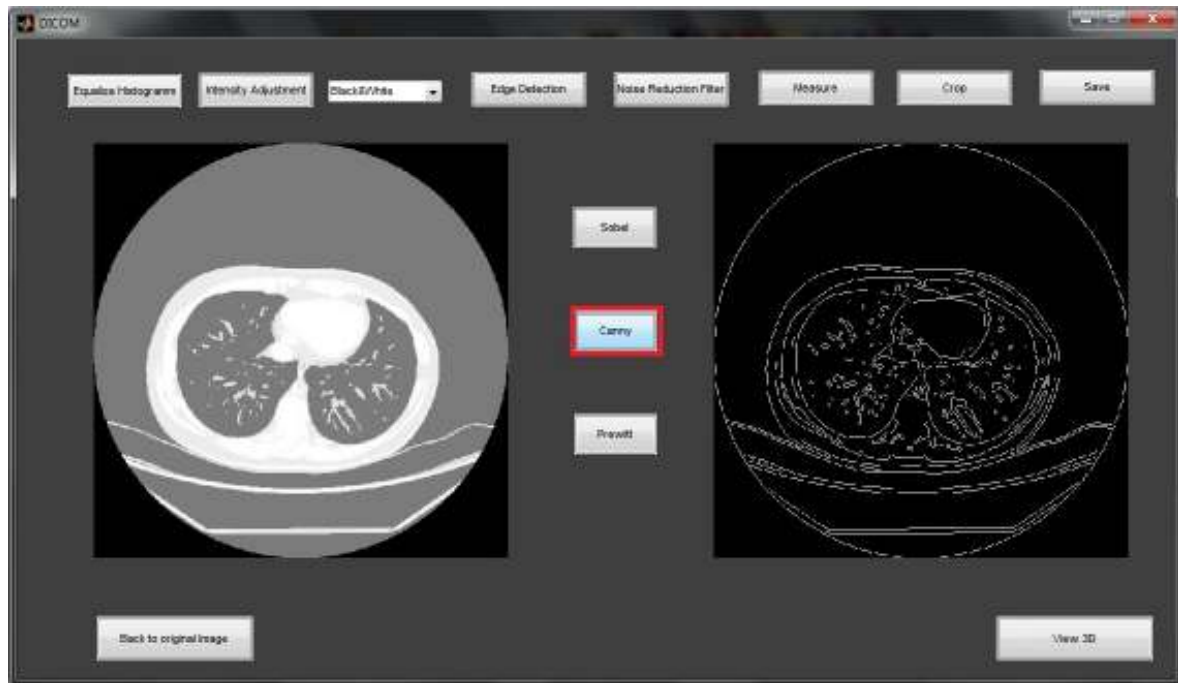 DICOM
Equalize Histogramm
Intensity Adjustment
Black&White
Edge Detection
Noise Reduction Filter
Measure
Crop
Save
Sobel
Canny
Prewitt
Back to original image
View 3D